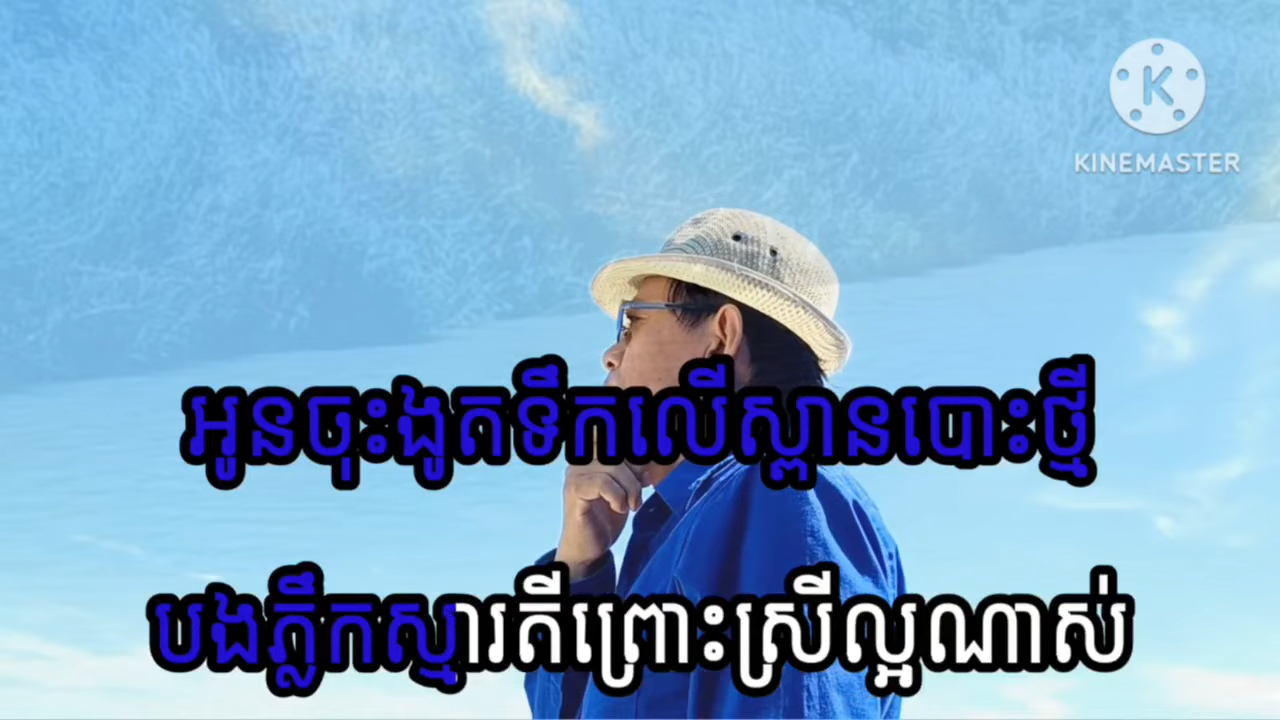 K
KINEMASTER
អូនចុះងូតទឹកលើស្ពានបោះថ្មី
បងភ្លឹកស្មារតីព្រោះស្រីល្អណាស់